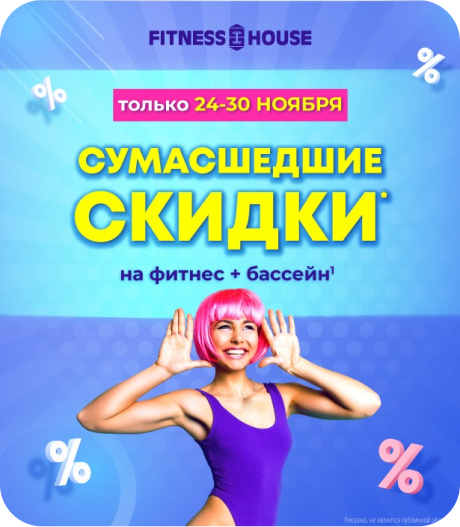 FITNESS HOUSE
только 24-30 НОЯБРЯ
СУМАСШЕДШИЕ
СКИДКИ*
на фитнес + бассейн¹
%
%
%
%
Реклама, не является публичной